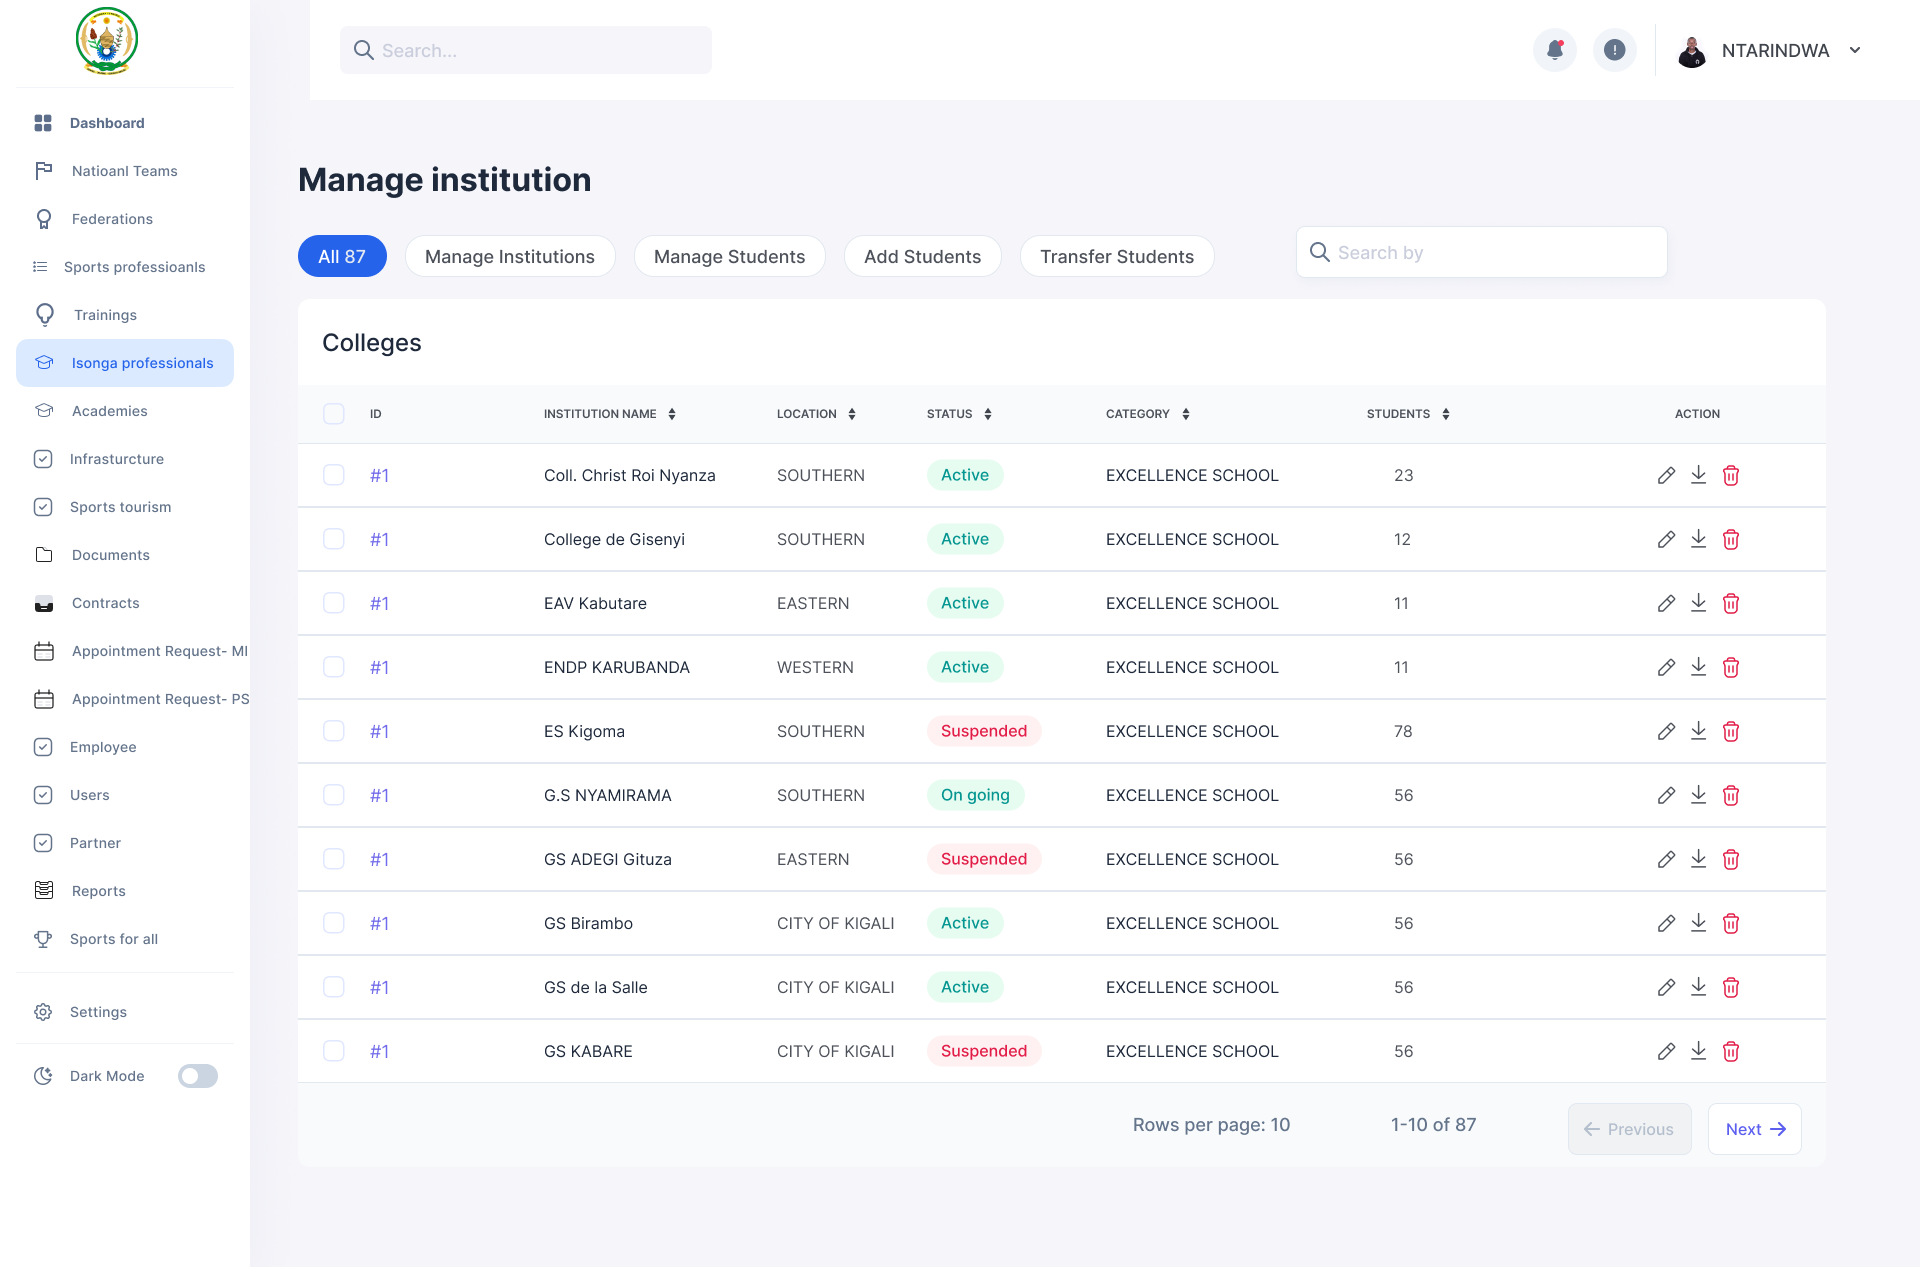 Search...
NTARINDWA
Dashboard
Natioanl Teams
Federations
Sports professioanls
Trainings
Isonga professionals
Academies
Infrasturcture
Sports tourism
Documents
Contracts
Appointment Request- MI
Appointment Request- PS
Employee
Users
Partner
Reports
Sports for all
Settings
Dark Mode
Manage institution
All 87 Manage Institutions Manage Students Add Students Transfer Students Search by
Colleges
ID INSTITUTION NAME LOCATION STATUS CATEGORY STUDENTS ACTION
#1 Coll. Christ Roi Nyanza SOUTHERN Active EXCELLENCE SCHOOL 23
#1 College de Gisenyi SOUTHERN Active EXCELLENCE SCHOOL 12
#1 EAV Kabutare EASTERN Active EXCELLENCE SCHOOL 11
#1 ENDP KARUBANDA WESTERN Active EXCELLENCE SCHOOL 11
#1 ES Kigoma SOUTHERN Suspended EXCELLENCE SCHOOL 78
#1 G.S NYAMIRAMA SOUTHERN On going EXCELLENCE SCHOOL 56
#1 GS ADEGI Gituza EASTERN Suspended EXCELLENCE SCHOOL 56
#1 GS Birambo CITY OF KIGALI Active EXCELLENCE SCHOOL 56
#1 GS de la Salle CITY OF KIGALI Active EXCELLENCE SCHOOL 56
#1 GS KABARE CITY OF KIGALI Suspended EXCELLENCE SCHOOL 56
Rows per page: 10 1-10 of 87 Previous Next